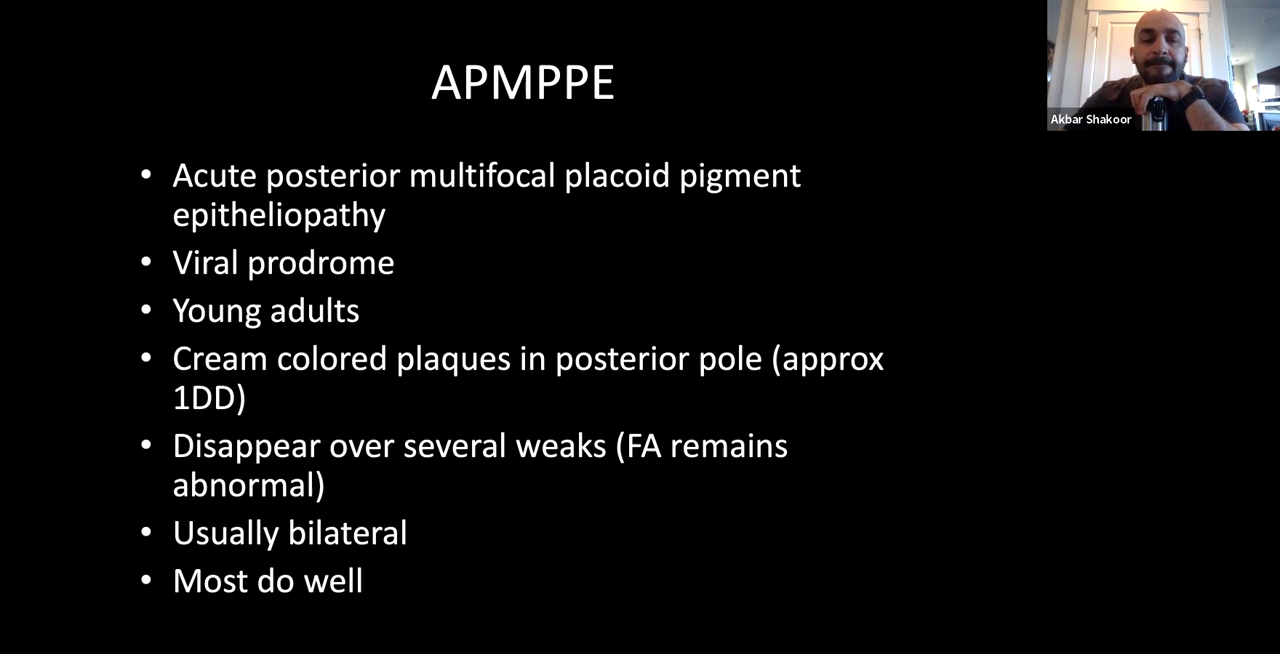 APMPPE
Akbar Shakoor
• Acute posterior multifocal placoid pigment
epitheliopathy
• Viral prodrome
• Young adults
• Cream colored plaques in posterior pole (approx
1DD)
• Disappear over several weaks (FA remains
abnormal)
• Usually bilateral
• Most do well